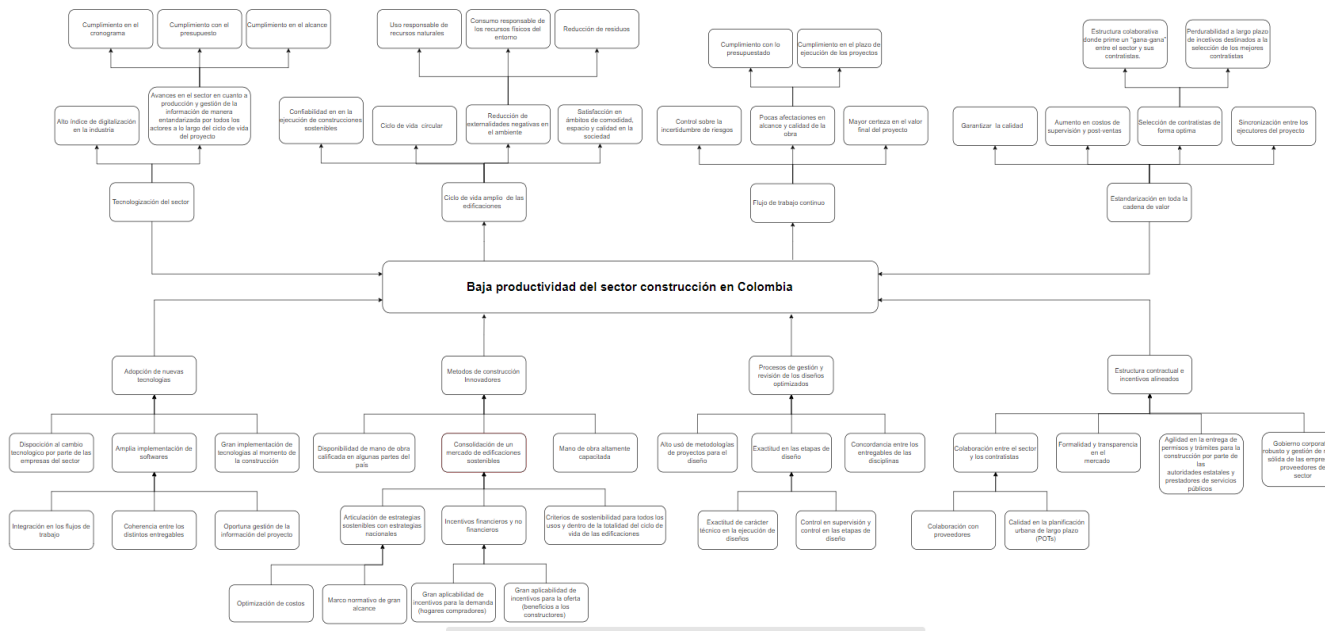 Cumplimiento en el
cronograma
Cumplimiento con el
presupuesto
Cumplimiento en el alcance
Uso responsable de
recursos naturales
Consumo responsable de
los recursos físicos del
entorno
Reducción de residuos
Cumplimiento con lo
presupuestado
Cumplimiento en el plazo de
ejecución de los proyectos
Estructura colaborativa
donde prime un "gana-gana"
entre el sector y sus
contratistas.
Perdurabilidad a largo plazo
de incetivos destinados a la
selección de los mejores
contratistas
Alto índice de digitalización
en la industria
Avances en el sector en cuanto a
producción y gestión de la
información de manera
entandarizada por todos los
actores a lo largo del ciclo de vida
del proyecto
Confiabilidad en en la
ejecución de construcciones
sostenibles
Ciclo de vida circular
Reducción de
externalidades negativas en
el ambiente
Satisfacción en
ámbitos de comodidad,
espacio y calidad en la
sociedad
Control sobre la
incertidumbre de riesgos
Pocas afectaciones en
alcance y calidad de la
obra
Mayor certeza en el valor
final del proyecto
Garantizar la calidad
Aumento en costos de
supervisión y post-ventas
Selección de contratistas de
forma optima
Sincronización entre los
ejecutores del proyecto
Tecnologización del sector
Ciclo de vida amplio de las
edificaciones
Flujo de trabajo continuo
Estandarización en toda la
cadena de valor
Baja productividad del sector construcción en Colombia
Adopción de nuevas
tecnologías
Metodos de construcción
Innovadores
Procesos de gestión y
revisión de los diseños
optimizados
Estructura contractual e
incentivos alineados
Disposición al cambio
tecnologico por parte de las
empresas del sector
Amplia implementación de
softwares
Gran implementación de
tecnologías al momento de
la construcción
Disponibilidad de mano de obra
calificada en algunas partes del
país
Consolidación de un
mercado de edificaciones
sostenibles
Mano de obra altamente
capacitada
Alto usó de metodologías
de proyectos para el
diseño
Exactitud en las etapas de
diseño
Concordancia entre los
entregables de las
disciplinas
Colaboración entre el sector
y los contratistas
Formalidad y transparencia
en el
mercado
Agilidad en la entrega de
permisos y trámites para la
construcción por parte de
las
autoridades estatales y
prestadores de servicios
públicos
Gobierno corporat
robusto y gestión de
sólida de las empre
proveedores de
sector
Integración en los flujos de
trabajo
Coherencia entre los
distintos entregables
Oportuna gestión de la
información del proyecto
Articulación de estrategias
sostenibles con estrategias
nacionales
Incentivos financieros y no
financieros
Criterios de sostenibilidad para todos los
usos y dentro de la totalidad del ciclo de
vida de las edificaciones
Exactitud de carácter
técnico en la ejecución de
diseños
Control en supervisión y
control en las etapas de
diseño
Colaboración con
proveedores
Calidad en la planificación
urbana de largo plazo
(POTs)
Optimización de costos
Marco normativo de gran
alcance
Gran aplicabilidad de
incentivos para la demanda
(hogares compradores)
Gran aplicabilidad de
incentivos para la oferta
(beneficios a los
constructores)